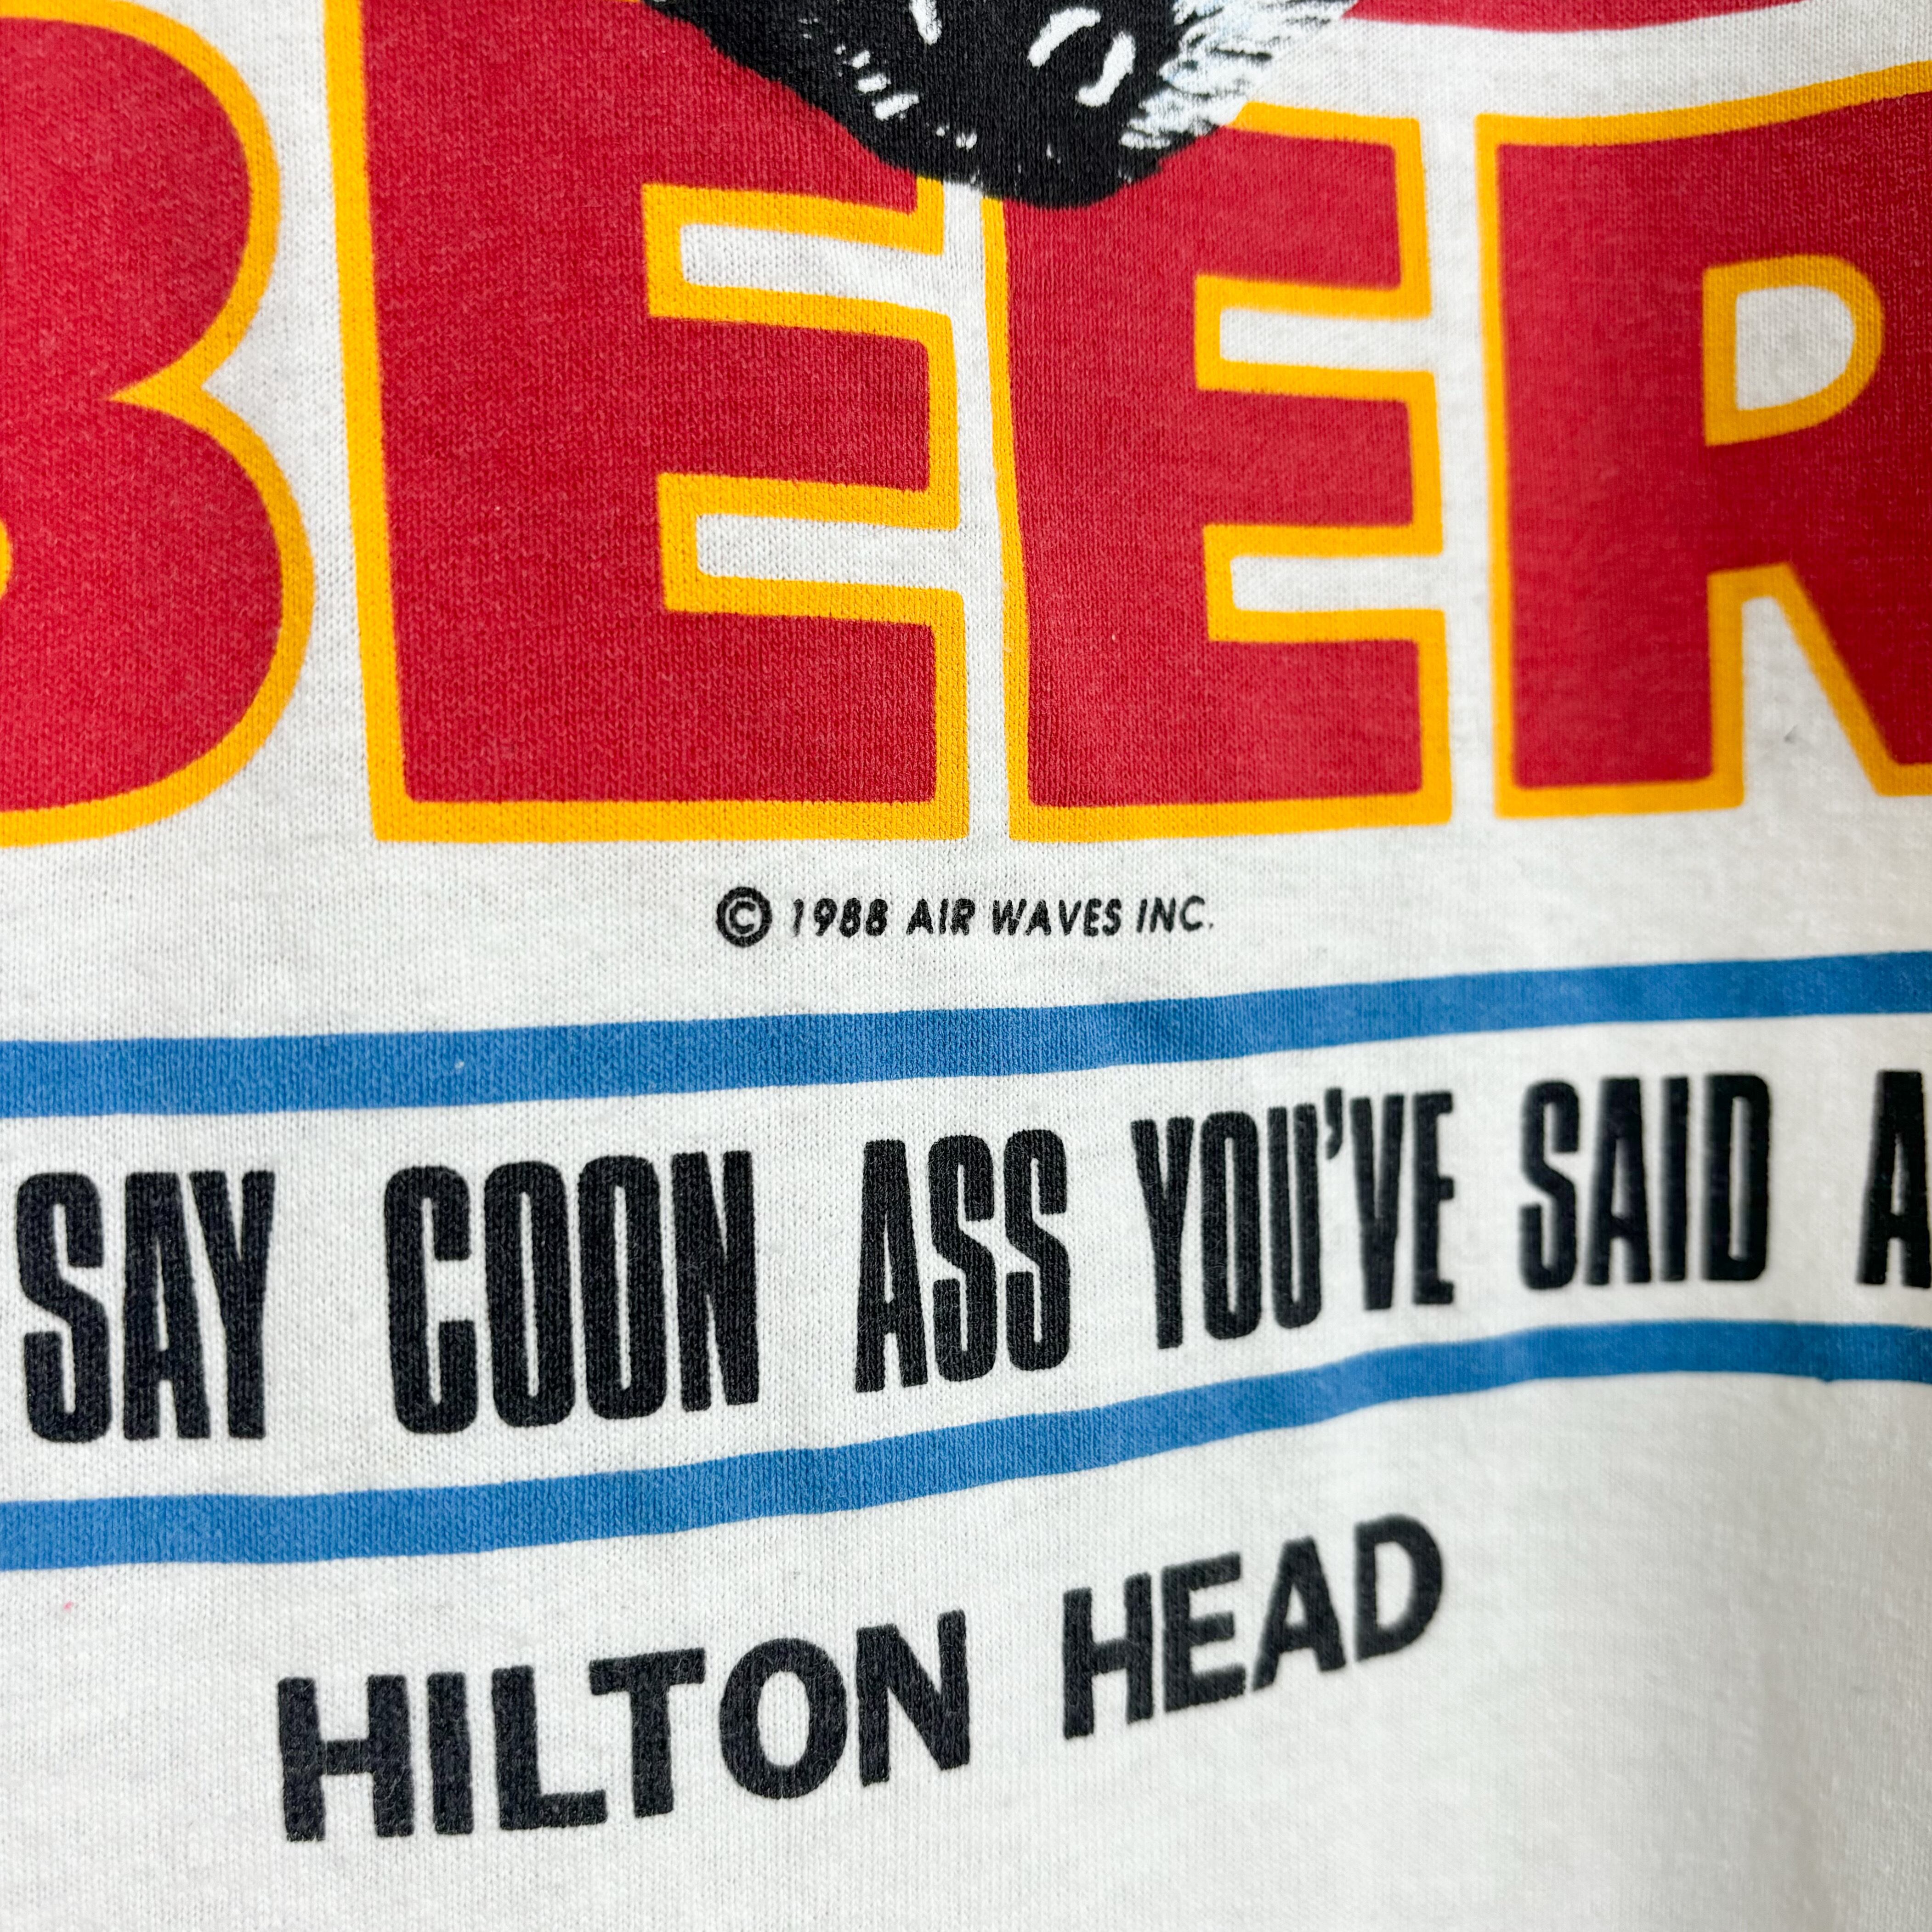 BEER
© 1988 AIR WAVES INC.
SAY COON ASS YOU'VE SAID A
HILTON HEAD